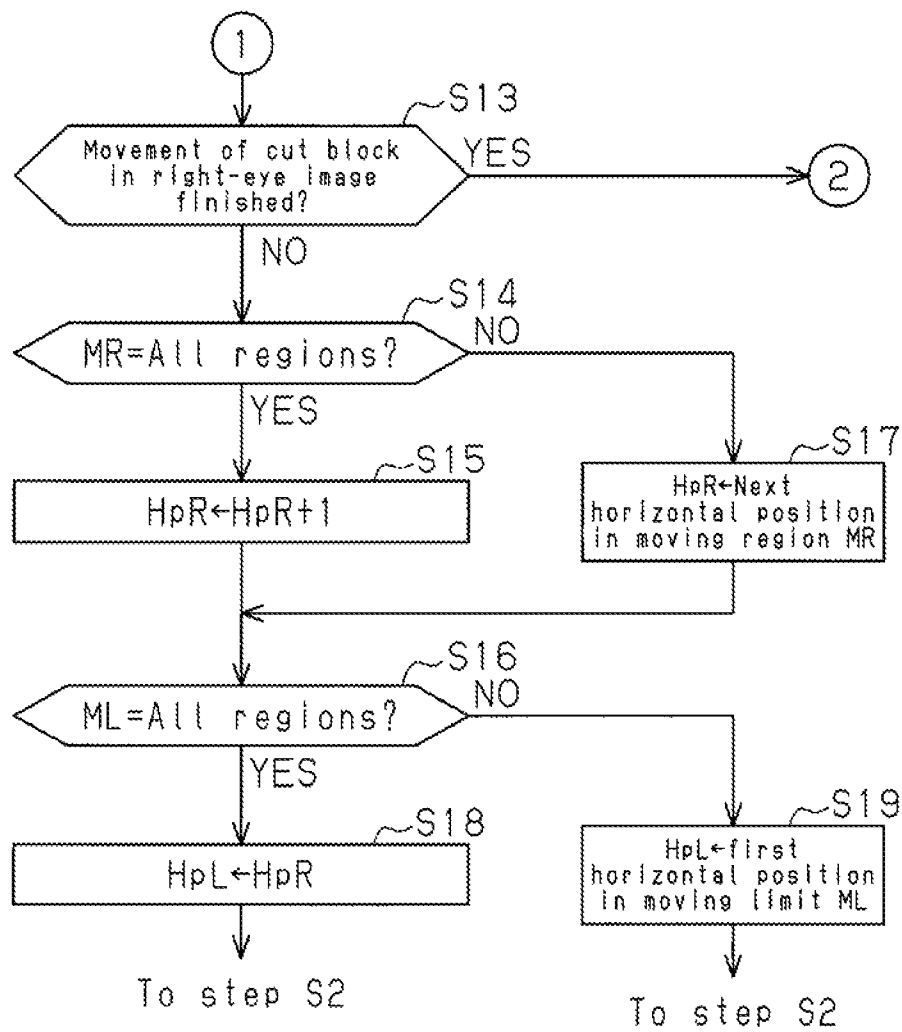 1
S13
Movement of cut block
in right-eye image
finished?
YES
2
NO
S14
MR=All regions?
NO
YES
S15
HpR←HpR+1
S17
HpR←Next
horizontal position
in moving region MR
S16
ML=All regions?
NO
YES
S18
HpL←HpR
S19
HpL←first
horizontal position
in moving limit ML
To step S2
To step S2